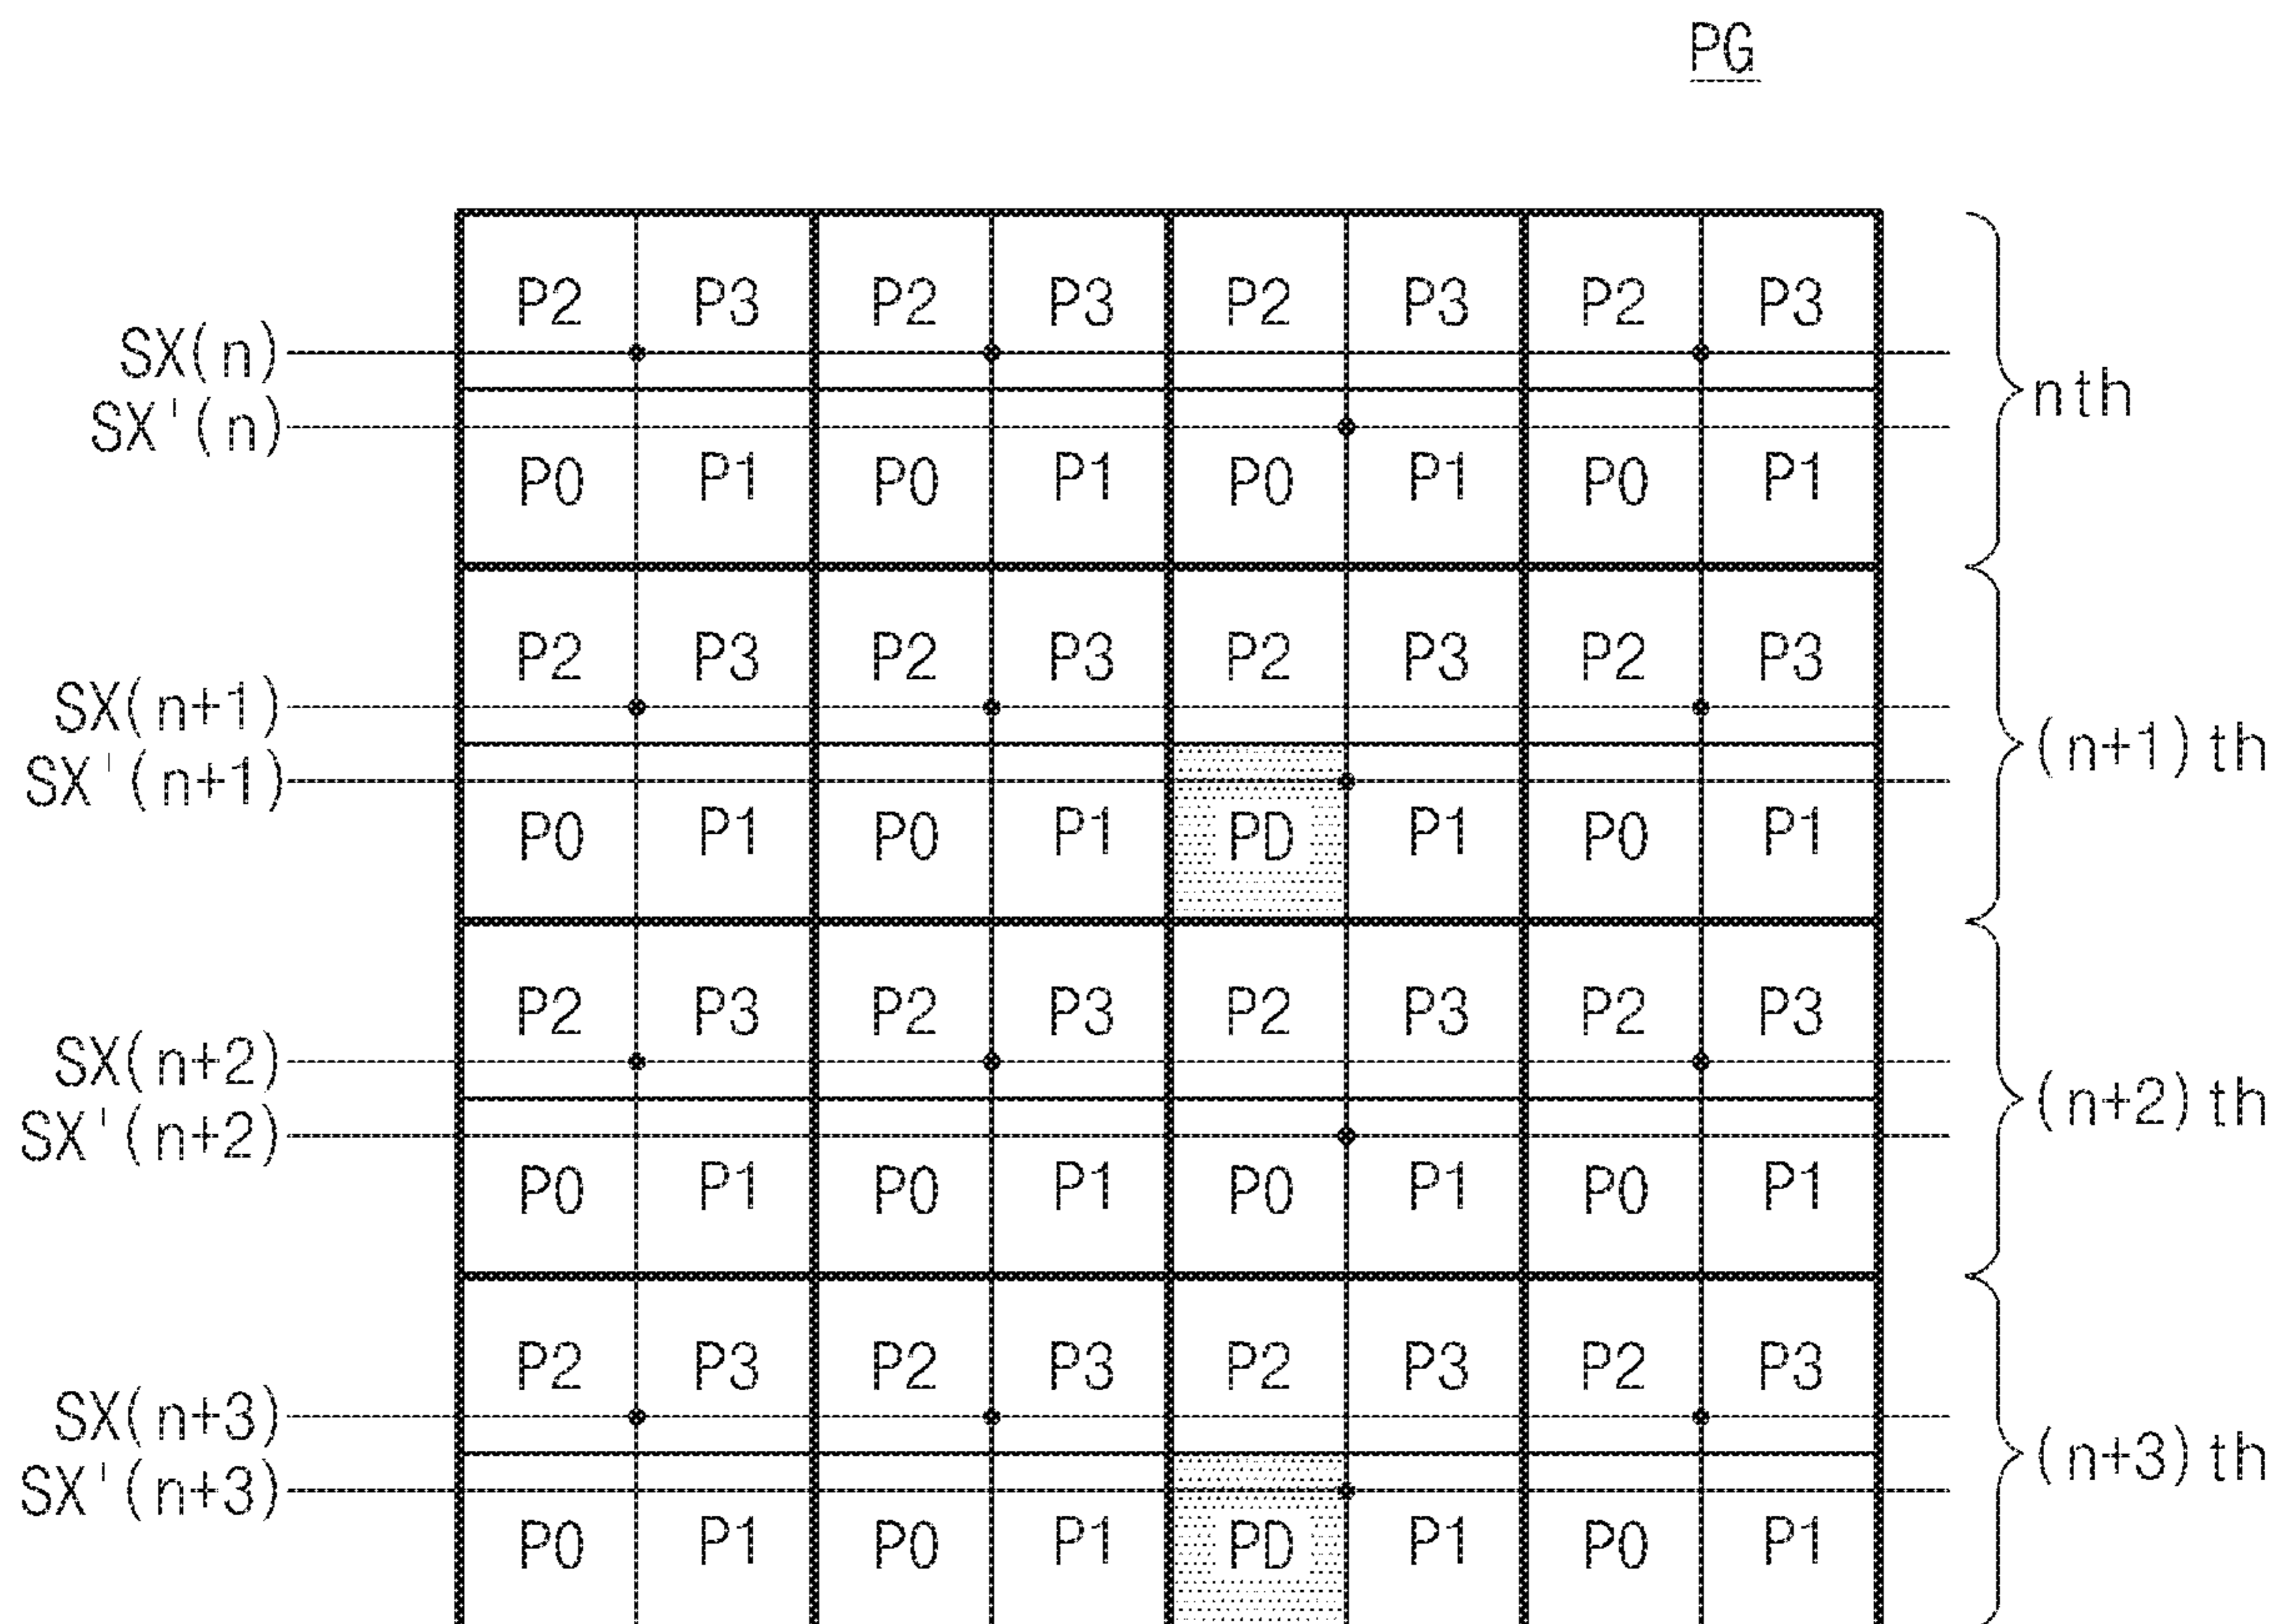 PG
P2 P3 P2 P3 P2 P3 P2 P3
SX(n)
nth
SX'(n)
P0 P1 P0 P1 P0 P1 P0 P1
P2 P3 P2 P3 P2 P3 P2 P3
SX(n+1)
(n+1)th
SX'(n+1)
P0 P1 P0 P1 PD P1 P0 P1
P2 P3 P2 P3 P2 P3 P2 P3
SX(n+2)
(n+2)th
SX'(n+2)
P0 P1 P0 P1 P0 P1 P0 P1
P2 P3 P2 P3 P2 P3 P2 P3
SX(n+3)
(n+3)th
SX'(n+3)
P0 P1 P0 P1 PD P1 P0 P1